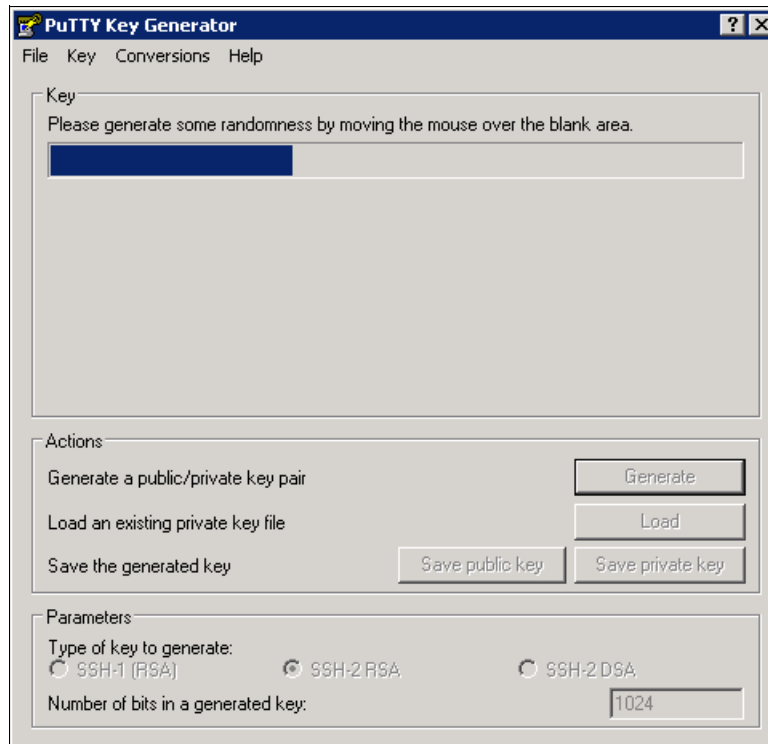 PuTTY Key Generator
File Key Conversions Help
Key
Please generate some randomness by moving the mouse over the blank area.
Actions
Generate a public/private key pair Generate
Load an existing private key file Load
Save the generated key Save public key Save private key
Parameters
Type of key to generate:
SSH-1 (RSA) SSH-2 RSA SSH-2 DSA
Number of bits in a generated key: 1024